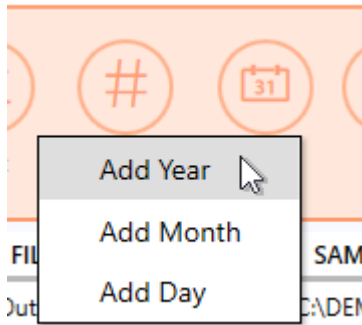 #
31
Add Year
Add Month
FIL SAM
Add Day
Out C:\DEM